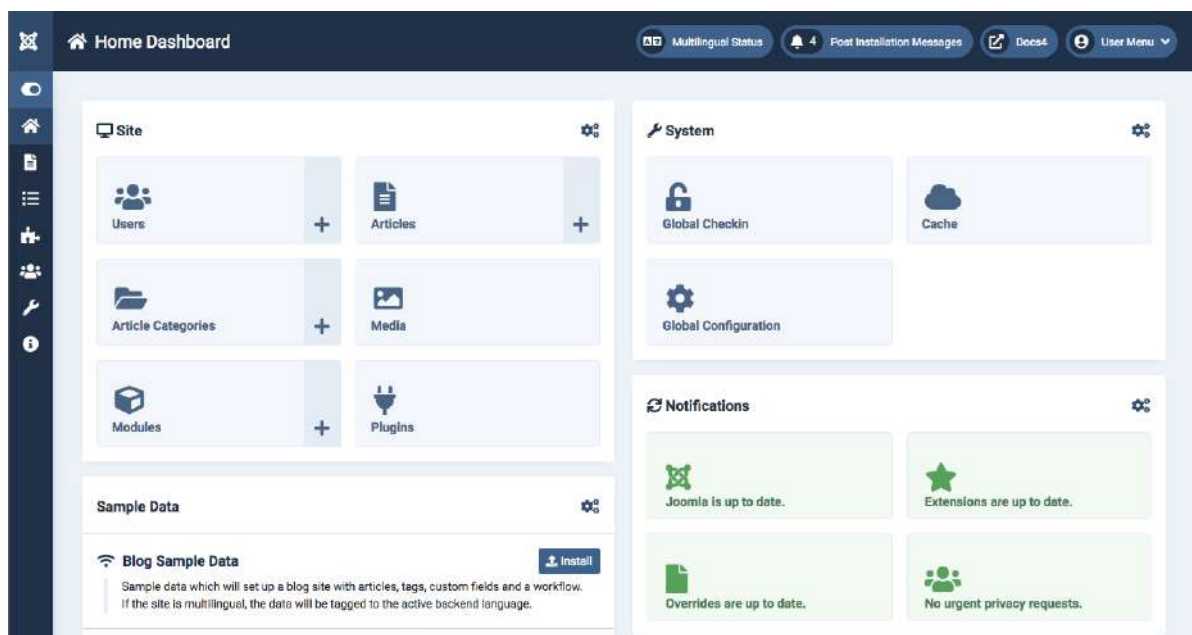 Home Dashboard
Multilingual Status
4 Post Installation Messages
Docs4
User Menu
Site
Users
Articles
Article Categories
Media
Modules
Plugins
Sample Data
Blog Sample Data
Install
Sample data which will set up a blog site with articles, tags, custom fields and a workflow.
If the site is multilingual, the data will be tagged to the active backend language.
System
Global Checkin
Cache
Global Configuration
Notifications
Joomla is up to date.
Extensions are up to date.
Overrides are up to date.
No urgent privacy requests.